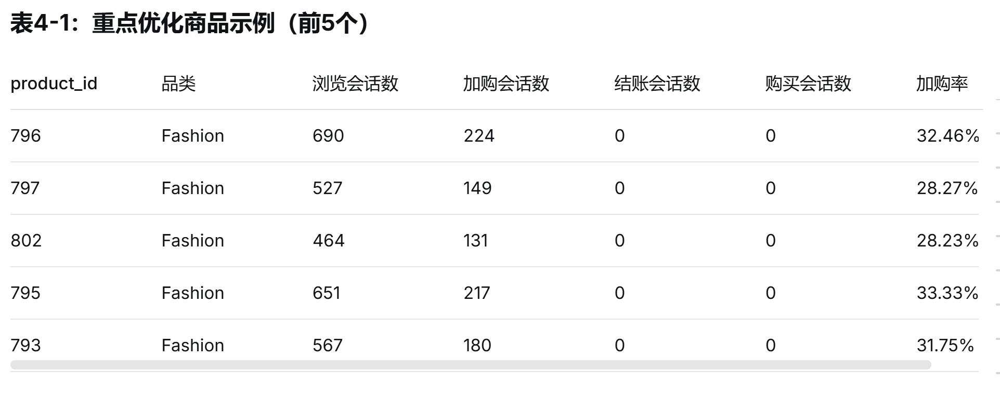 表4-1：重点优化商品示例（前5个）
product_id 品类 浏览会话数 加购会话数 结账会话数 购买会话数 加购率
796 Fashion 690 224 0 0 32.46%
797 Fashion 527 149 0 0 28.27%
802 Fashion 464 131 0 0 28.23%
795 Fashion 651 217 0 0 33.33%
793 Fashion 567 180 0 0 31.75%